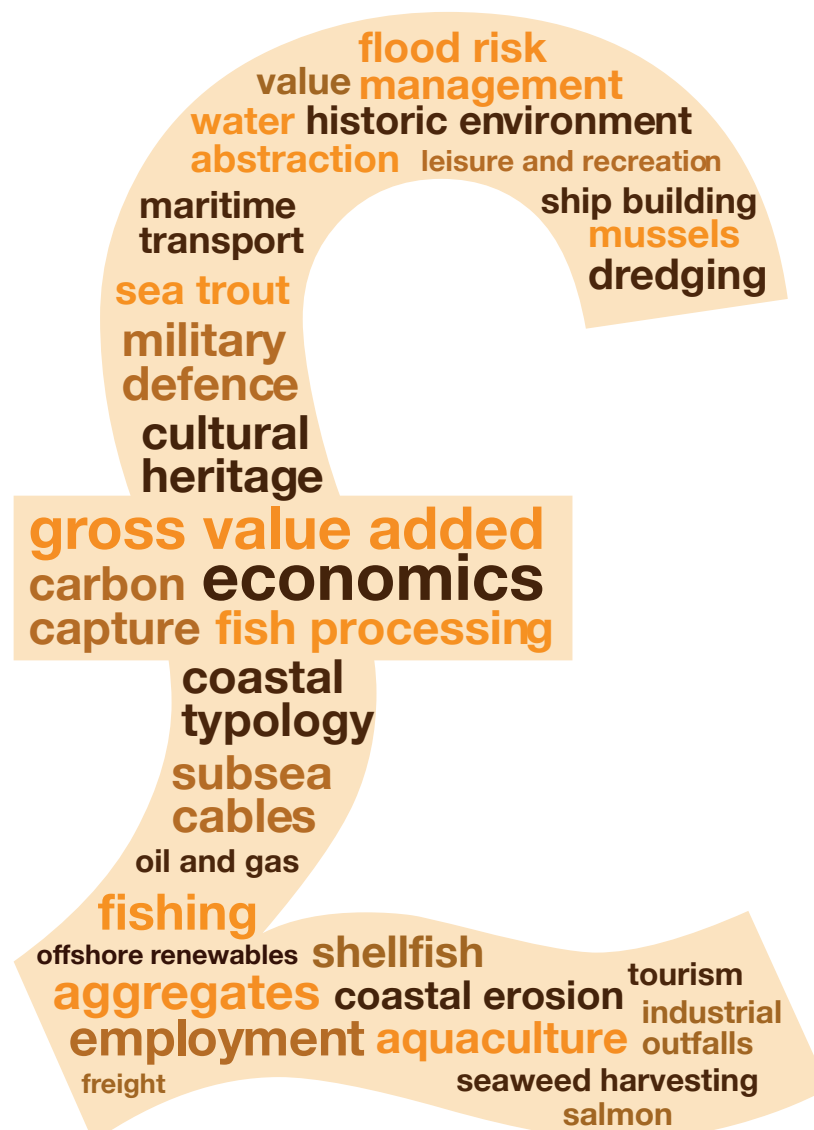 flood risk
value management
water historic environment
abstraction leisure and recreation
maritime ship building
transport mussels
dredging
sea trout
military
defence
cultural
heritage
gross value added
carbon economics
capture fish processing
coastal
typology
subsea
cables
oil and gas
fishing
offshore renewables shellfish
tourism
aggregates coastal erosion
industrial
employment aquaculture outfalls
freight seaweed harvesting
salmon